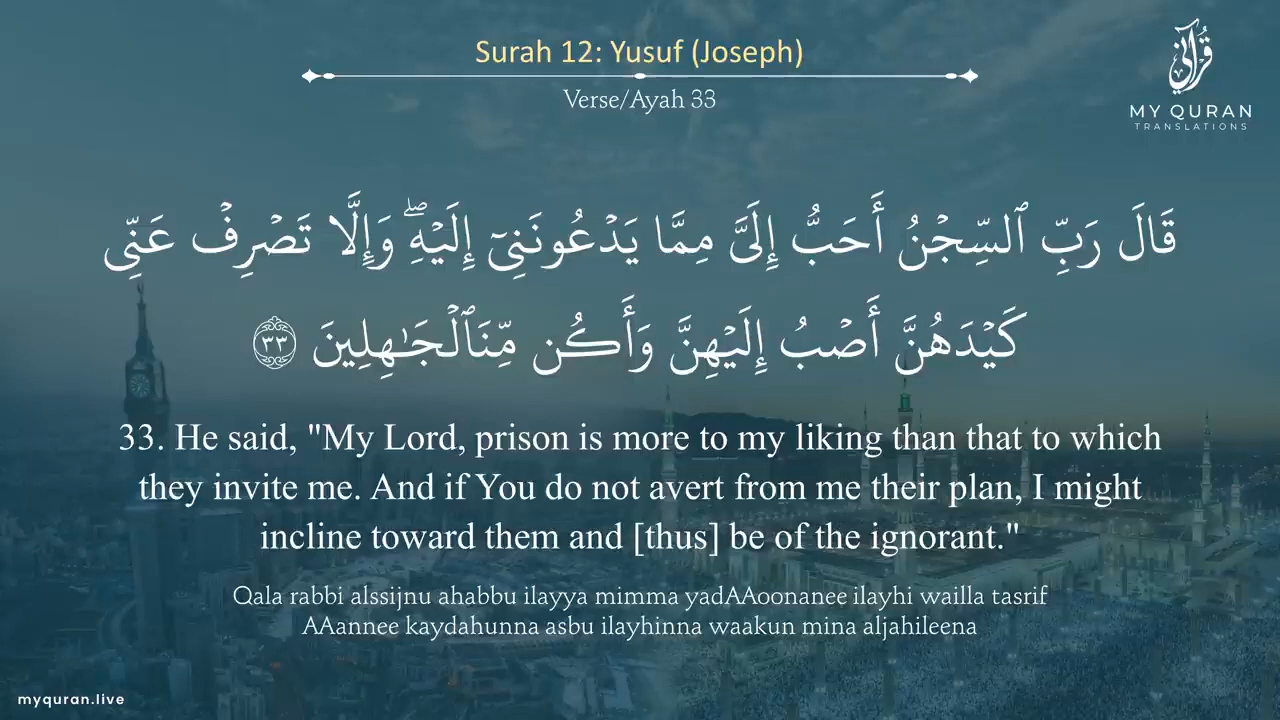 Surah 12: Yusuf (Joseph)
Verse/Ayah 33
MY QURAN
TRANSLATIONS
قَالَ رَبِّ ٱلسِّجْنُ أَحَبُّ إِلَىَّ مِمَّا يَدْعُونَنِىٓ إِلَيْهِ ۖ وَإِلَّا تَصْرِفْ عَنِّى
كَيْدَهُنَّ أَصْبُ إِلَيْهِنَّ وَأَكُن مِّنَٱلْجَـٰهِلِينَ ٣٣
33. He said, "My Lord, prison is more to my liking than that to which
they invite me. And if You do not avert from me their plan, I might
incline toward them and [thus] be of the ignorant."
Qala rabbi alssijnu ahabbu ilayya mimma yadAAoonanee ilayhi wailla tasrif
AAannee kaydahunna asbu ilayhinna waakun mina aljahileena
myquran.live